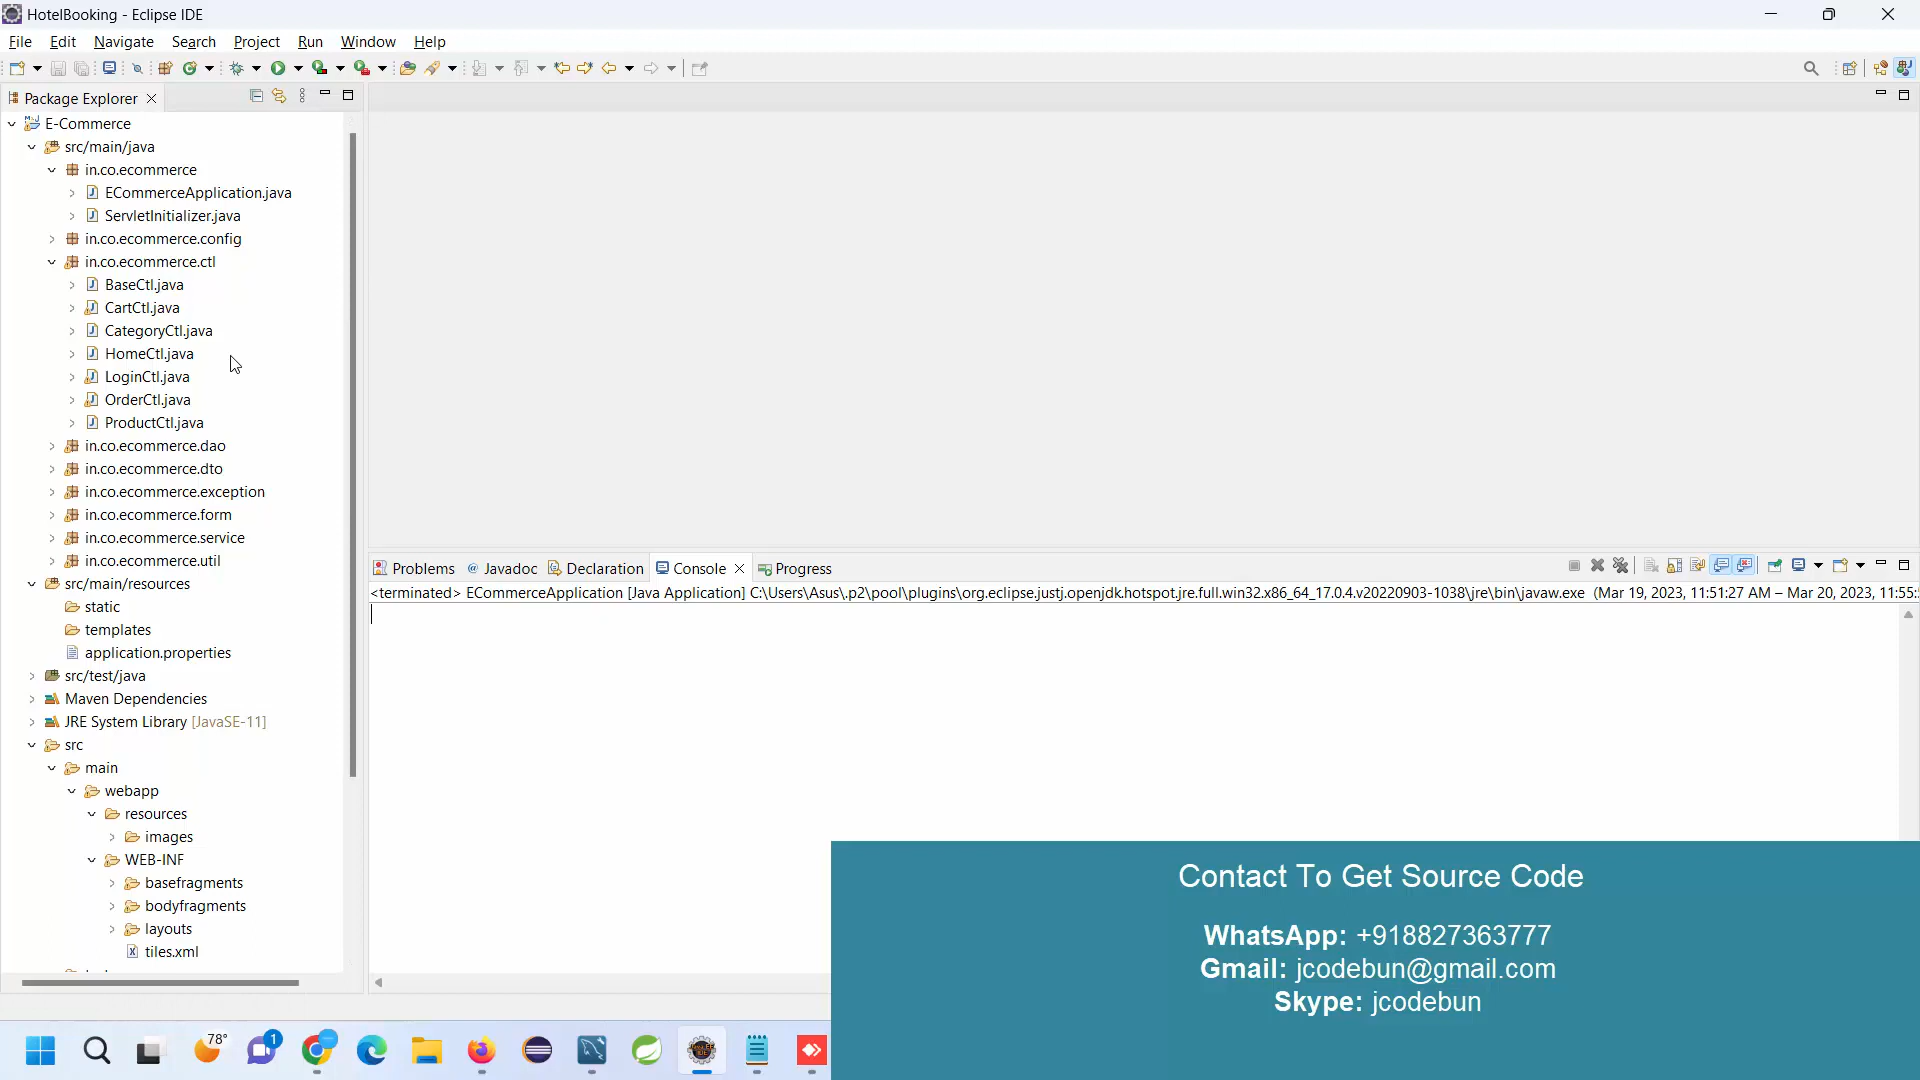 HotelBooking - Eclipse IDE
File Edit Navigate Search Project Run Window Help
Package Explorer
E-Commerce
src/main/java
in.co.ecommerce
ECommerceApplication.java
ServletInitializer.java
in.co.ecommerce.config
in.co.ecommerce.ctl
BaseCtl.java
CartCtl.java
CategoryCtl.java
HomeCtl.java
LoginCtl.java
OrderCtl.java
ProductCtl.java
in.co.ecommerce.dao
in.co.ecommerce.dto
in.co.ecommerce.exception
in.co.ecommerce.form
in.co.ecommerce.service
in.co.ecommerce.util
src/main/resources
static
templates
application.properties
src/test/java
Maven Dependencies
JRE System Library [JavaSE-11]
src
main
webapp
resources
images
WEB-INF
basefragments
bodyfragments
layouts
tiles.xml
Problems @ Javadoc Declaration Console Progress
<terminated> ECommerceApplication [Java Application] C:\Users\Asus\.p2\pool\plugins\org.eclipse.justj.openjdk.hotspot.jre.full.win32.x86_64_17.0.4.v20220903-1038\jre\bin\javaw.exe (Mar 19, 2023, 11:51:27 AM – Mar 20, 2023, 11:55:
Contact To Get Source Code
WhatsApp: +918827363777
Gmail: jcodebun@gmail.com
Skype: jcodebun
78°
1